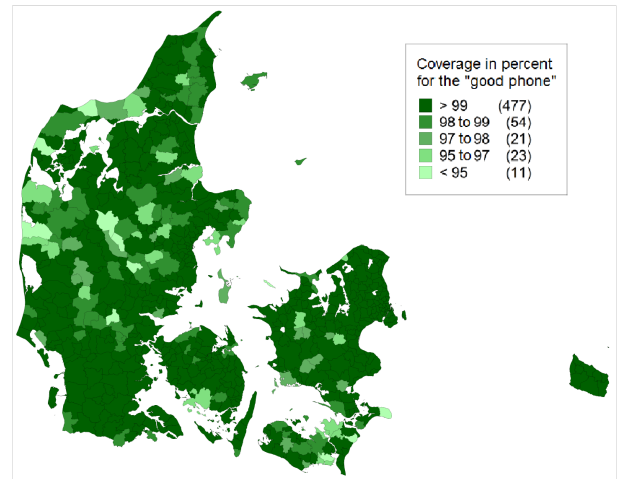 Coverage in percent
for the "good phone"
> 99 (477)
98 to 99 (54)
97 to 98 (21)
95 to 97 (23)
< 95 (11)